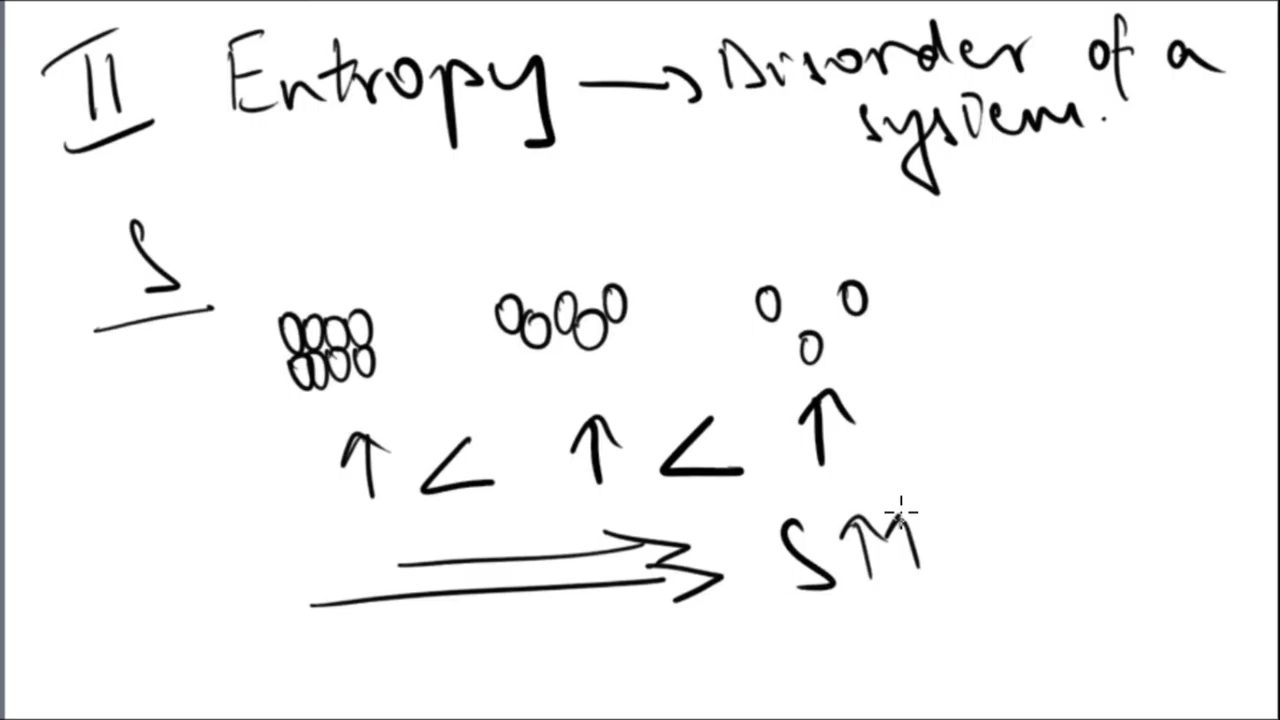 II Entropy → Disorder of a
system.
S
↑ < ↑ < ↑
S↑↑